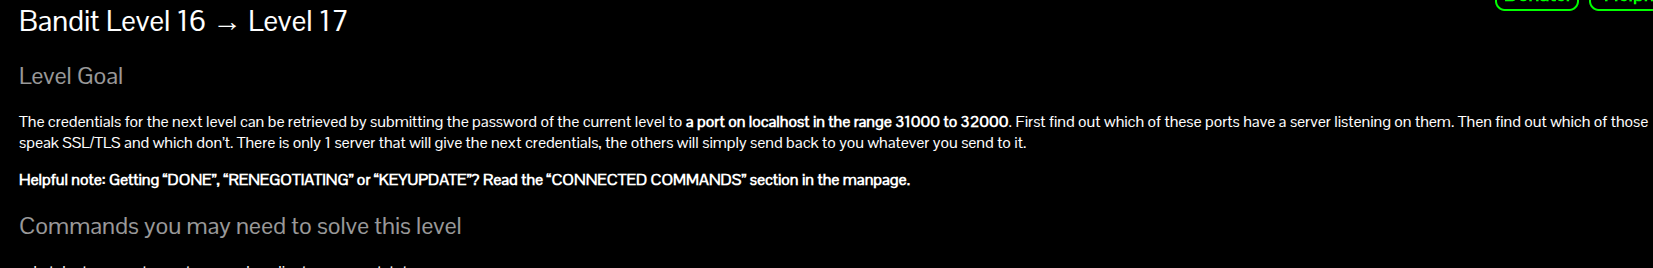 Bandit Level 16 → Level 17
Level Goal
The credentials for the next level can be retrieved by submitting the password of the current level to a port on localhost in the range 31000 to 32000. First find out which of these ports have a server listening on them. Then find out which of those
speak SSL/TLS and which don’t. There is only 1 server that will give the next credentials, the others will simply send back to you whatever you send to it.
Helpful note: Getting “DONE”, “RENEGOTIATING” or “KEYUPDATE”? Read the “CONNECTED COMMANDS” section in the manpage.
Commands you may need to solve this level